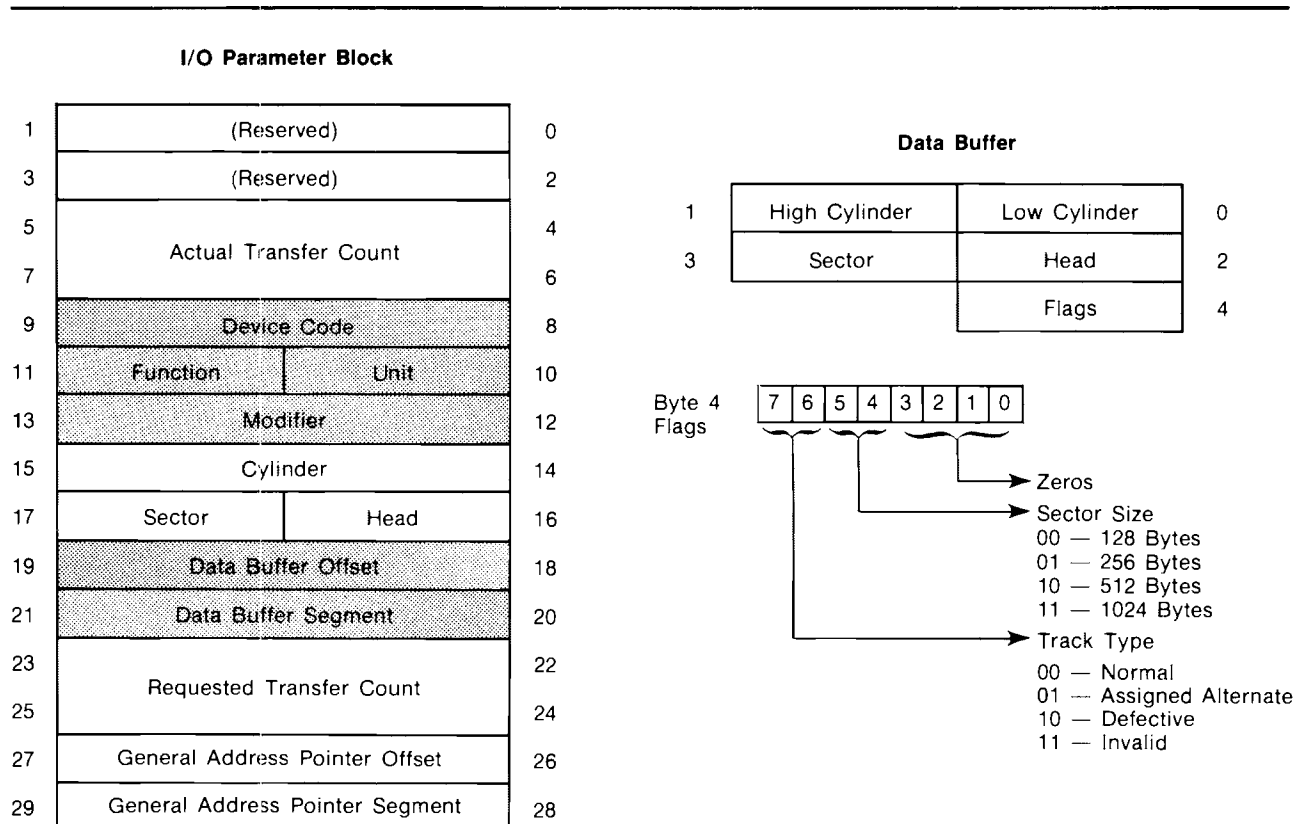 I/O Parameter Block
1 (Reserved) 0
3 (Reserved) 2
5 4
Actual Transfer Count
7 6
9 Device Code 8
11 Function Unit 10
13 Modifier 12
15 Cylinder 14
17 Sector Head 16
19 Data Buffer Offset 18
21 Data Buffer Segment 20
23 22
Requested Transfer Count
25 24
27 General Address Pointer Offset 26
29 General Address Pointer Segment 28
Data Buffer
1 High Cylinder Low Cylinder 0
3 Sector Head 2
Flags 4
Byte 4 7 6 5 4 3 2 1 0
Flags
Zeros
Sector Size
00 — 128 Bytes
01 — 256 Bytes
10 — 512 Bytes
11 — 1024 Bytes
Track Type
00 — Normal
01 — Assigned Alternate
10 — Defective
11 — Invalid